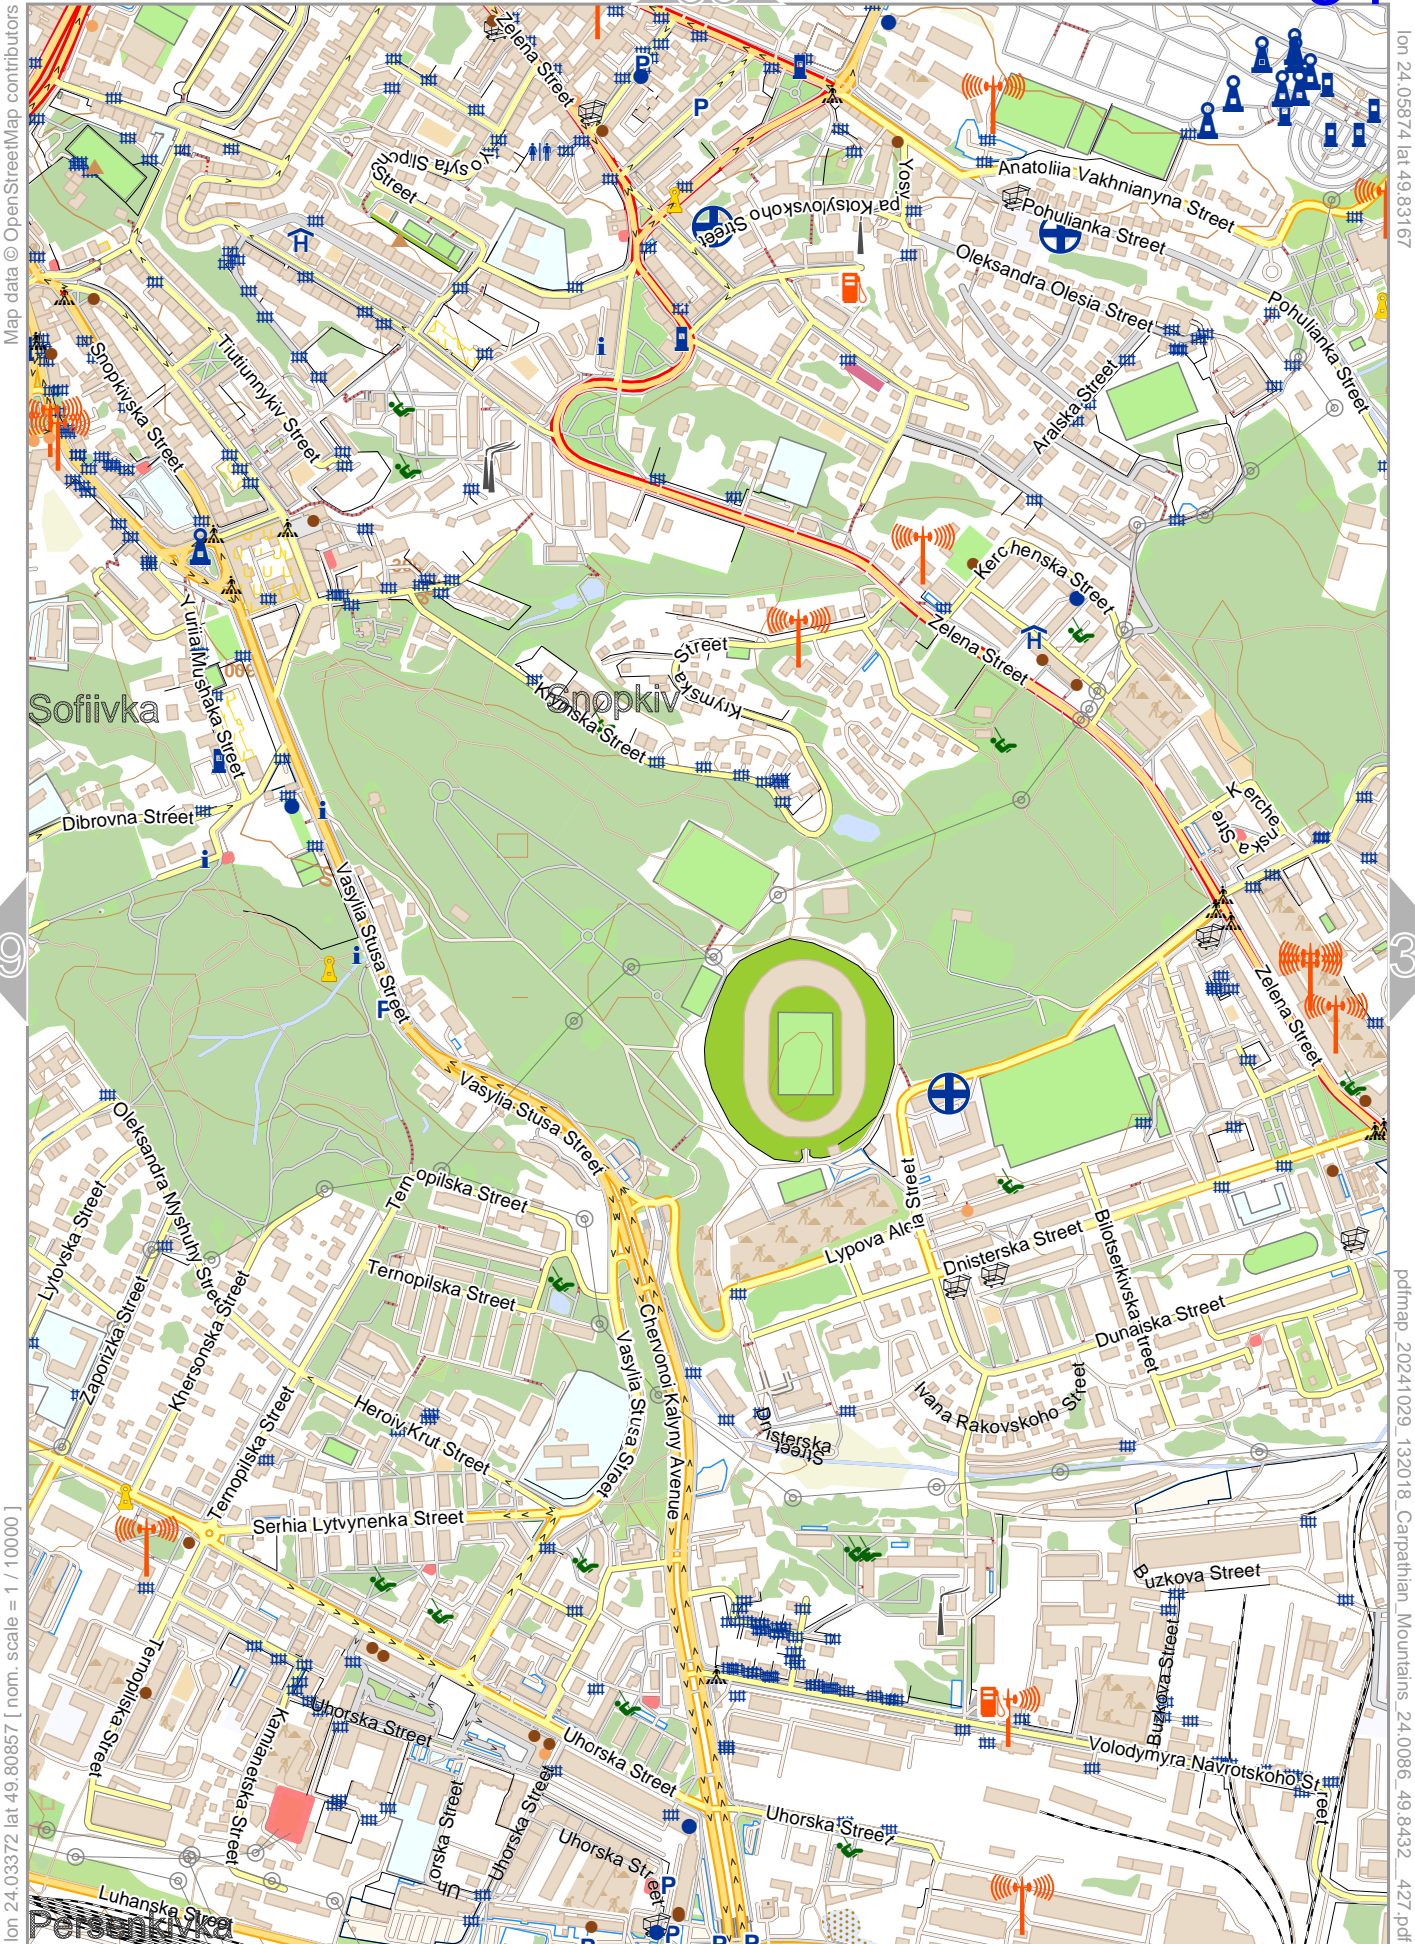 Map data © OpenStreetMap contributors
lon 24.05874 lat 49.83167
Zelena Street
Yosyfa Slipoho Street
Yosypa Kotsylovskoho Street
Anatoliia Vakhnianyna Street
Pohulianka Street
Oleksandra Olesia Street
Pohulianka Street
Tiutiunnykiv Street
Snopkivska Street
Aralska Street
Kerchenska Street
Zelena Street
Krymska Street
Yuriia Mushaka Street
Sofiivka
Snopkiv
Krymska Street
Dibrovna Street
Kerchenska Street
Vasylia Stusa Street
9
3
Zelena Street
Vasylia Stusa Street
Oleksandra Myshuhy Street
Ternopilska Street
Lytovska Street
Lypova Aleia Street
Dnisterska Street
Bilotserkivska Street
Ternopilska Street
Zaporizka Street
Khersonska Street
Chervonoi Kalyny Avenue
Vasylia Stusa Street
Dunaiska Street
Ivana Rakovskoho Street
Heroiv Krut Street
Dnisterska Street
Ternopilska Street
Serhia Lytvynenka Street
Buzkova Street
Buzkova Street
Ternopilska Street
Kamianetska Street
Uhorska Street
Uhorska Street
Volodymyra Navrotskoho Street
Uhorska Street
Uhorska Street
Uhorska Street
Uhorska Street
Luhanska Street
Persenkivka
lon 24.03372 lat 49.80857 [ nom. scale = 1 / 10000 ]
pdfmap_20241029_132018_Carpathian_Mountains_24.0086_49.8432__427.pdf